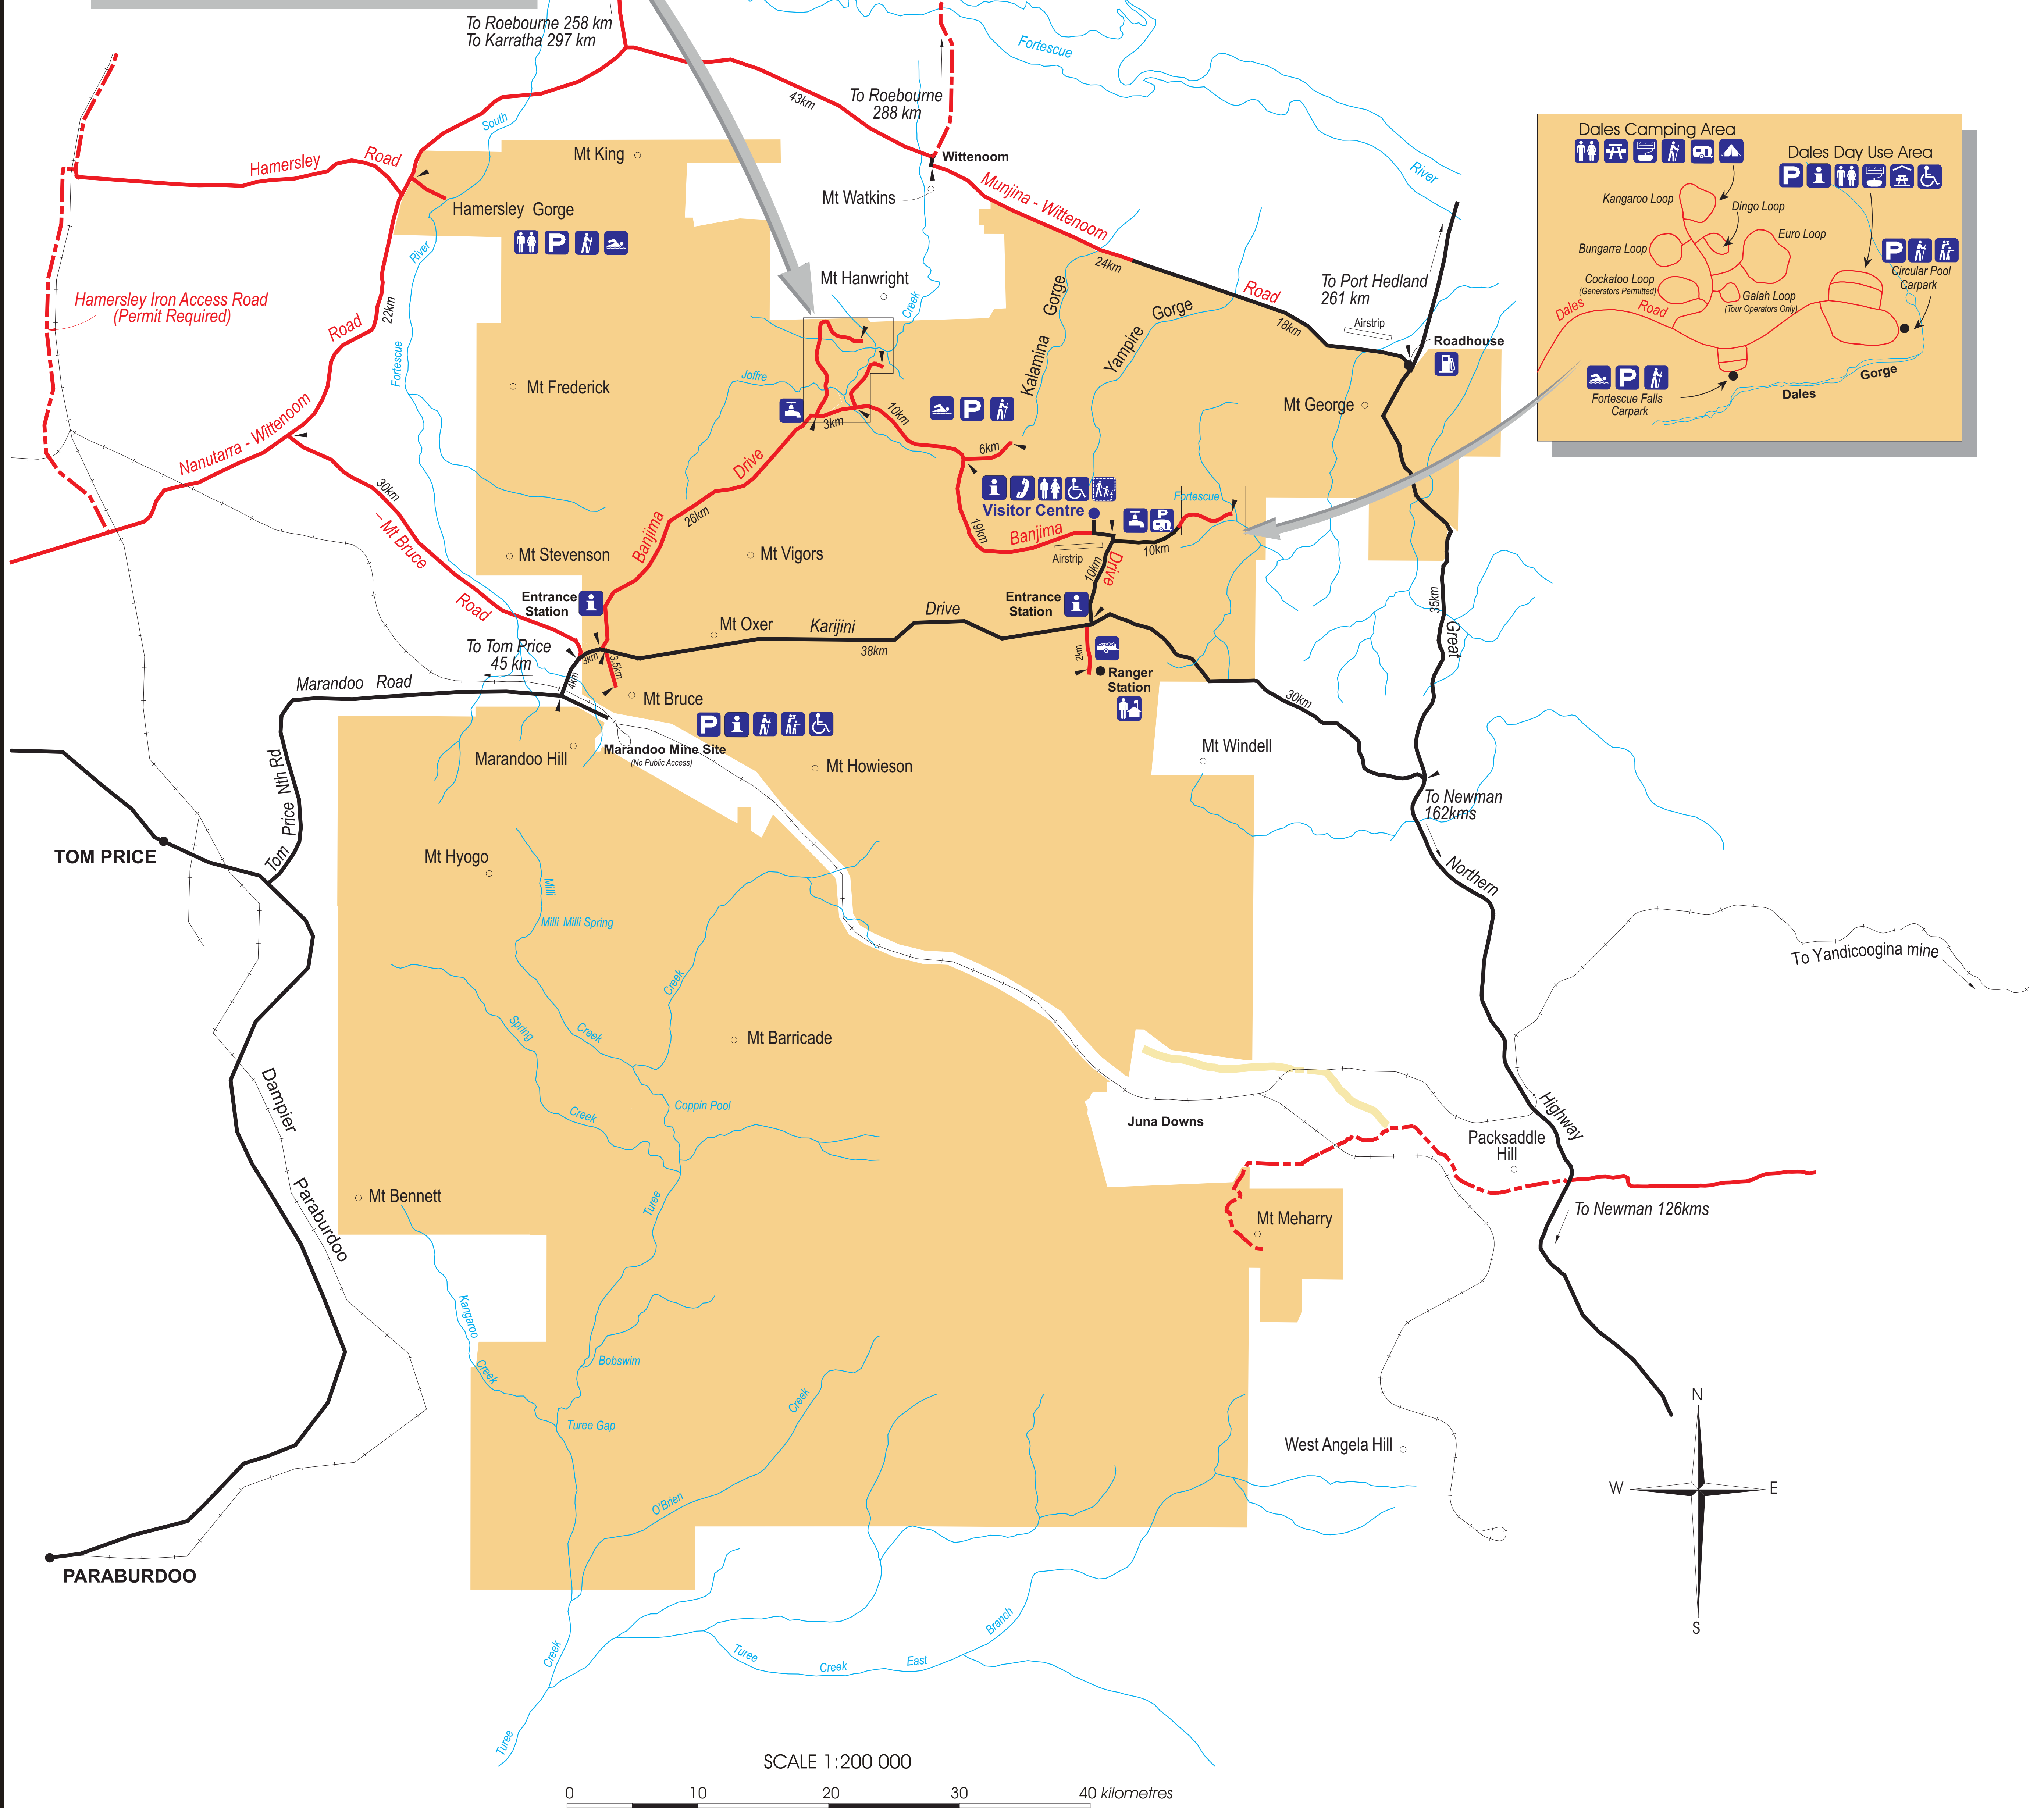 To Roebourne 258 km
To Karratha 297 km
Fortescue
River
43km
To Roebourne
288 km
South
Hamersley Road
Mt King
Wittenoom
Mt Watkins
Munjina - Wittenoom
24km
Road
18km
Hamersley Gorge
P
River
Fortescue
Hamersley Iron Access Road
(Permit Required)
22km
Road
Nanutarra - Wittenoom
Mt Hanwright
Creek
To Port Hedland
261 km
Airstrip
Roadhouse
Kalamina Gorge
Yampire Gorge
Mt Frederick
Joffre
Mt George
3km
10km
P
6km
Dales Camping Area
Dales Day Use Area
P i
Kangaroo Loop
Dingo Loop
Euro Loop
Bungarra Loop
P
Circular Pool
Carpark
Cockatoo Loop
(Generators Permitted)
Galah Loop
(Tour Operators Only)
Dales Road
P
Fortescue Falls
Carpark
Dales
Gorge
30km
– Mt Bruce
Road
Banjima
Drive
26km
i
Visitor Centre
Fortescue
P
19km
Banjima
Airstrip
10km
10km
Drive
Mt Stevenson
Mt Vigors
Entrance
Station
i
Entrance
Station
i
35km
Great
To Tom Price
45 km
3km
3.5km
4km
Mt Oxer
Karijini
Drive
38km
2km
Ranger
Station
30km
Marandoo Road
Mt Bruce
P i
Marandoo Hill
Marandoo Mine Site
(No Public Access)
Mt Howieson
Mt Windell
To Newman
162kms
Northern
Tom Price Nth Rd
TOM PRICE
Mt Hyogo
Milli
Milli Milli Spring
To Yandicoogina mine
Creek
Spring
Creek
Mt Barricade
Creek
Coppin Pool
Dampier
Paraburdoo
Juna Downs
Highway
Packsaddle
Hill
Mt Bennett
Turee
Mt Meharry
To Newman 126kms
Kangaroo
Creek
Bobswim
Turee Gap
Creek
O'Brien
West Angela Hill
N
W
E
S
PARABURDOO
Creek
Turee
Turee
Creek
East
Branch
SCALE 1:200 000
0 10 20 30 40 kilometres